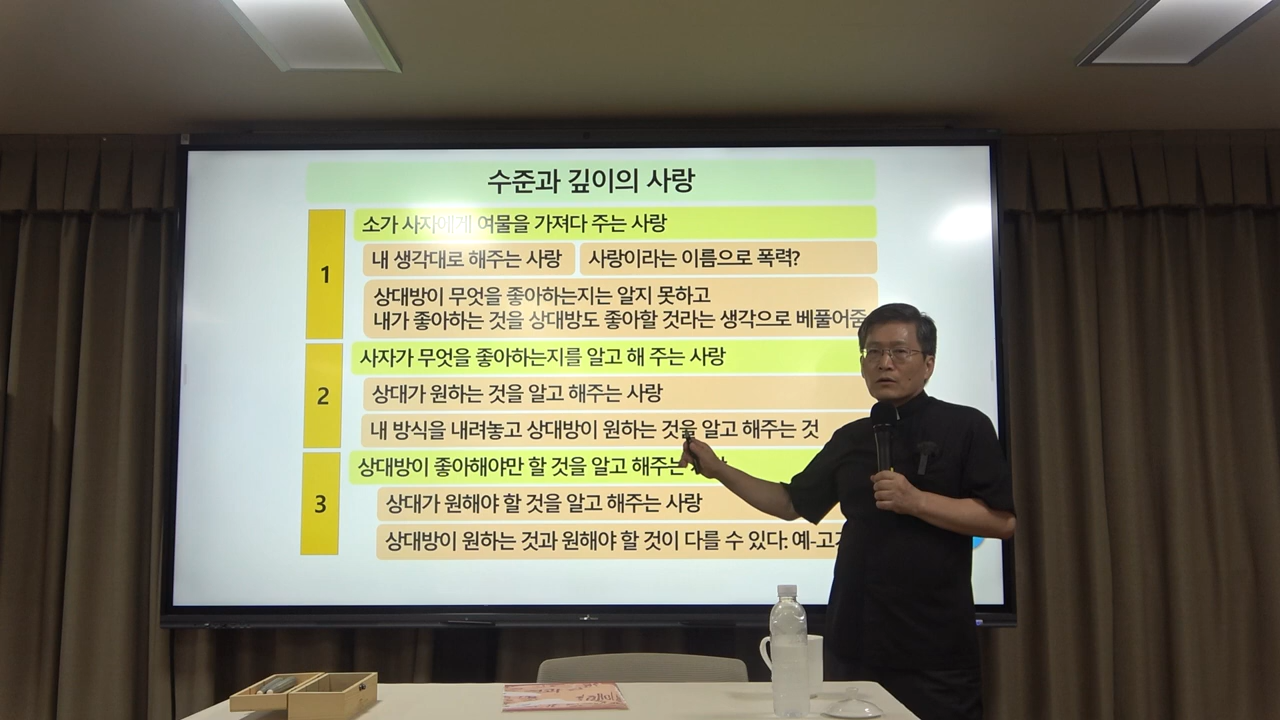 수준과 깊이의 사랑
1
소가 사자에게 여물을 가져다 주는 사랑
내 생각대로 해주는 사랑
사랑이라는 이름으로 폭력?
상대방이 무엇을 좋아하는지는 알지 못하고
내가 좋아하는 것을 상대방도 좋아할 것라는 생각으로 베풀어줌
2
사자가 무엇을 좋아하는지를 알고 해 주는 사랑
상대가 원하는 것을 알고 해주는 사랑
내 방식을 내려놓고 상대방이 원하는 것을 알고 해주는 것
3
상대방이 좋아해야만 할 것을 알고 해주는
상대가 원해야 할 것을 알고 해주는 사랑
상대방이 원하는 것과 원해야 할 것이 다를 수 있다. 예-고